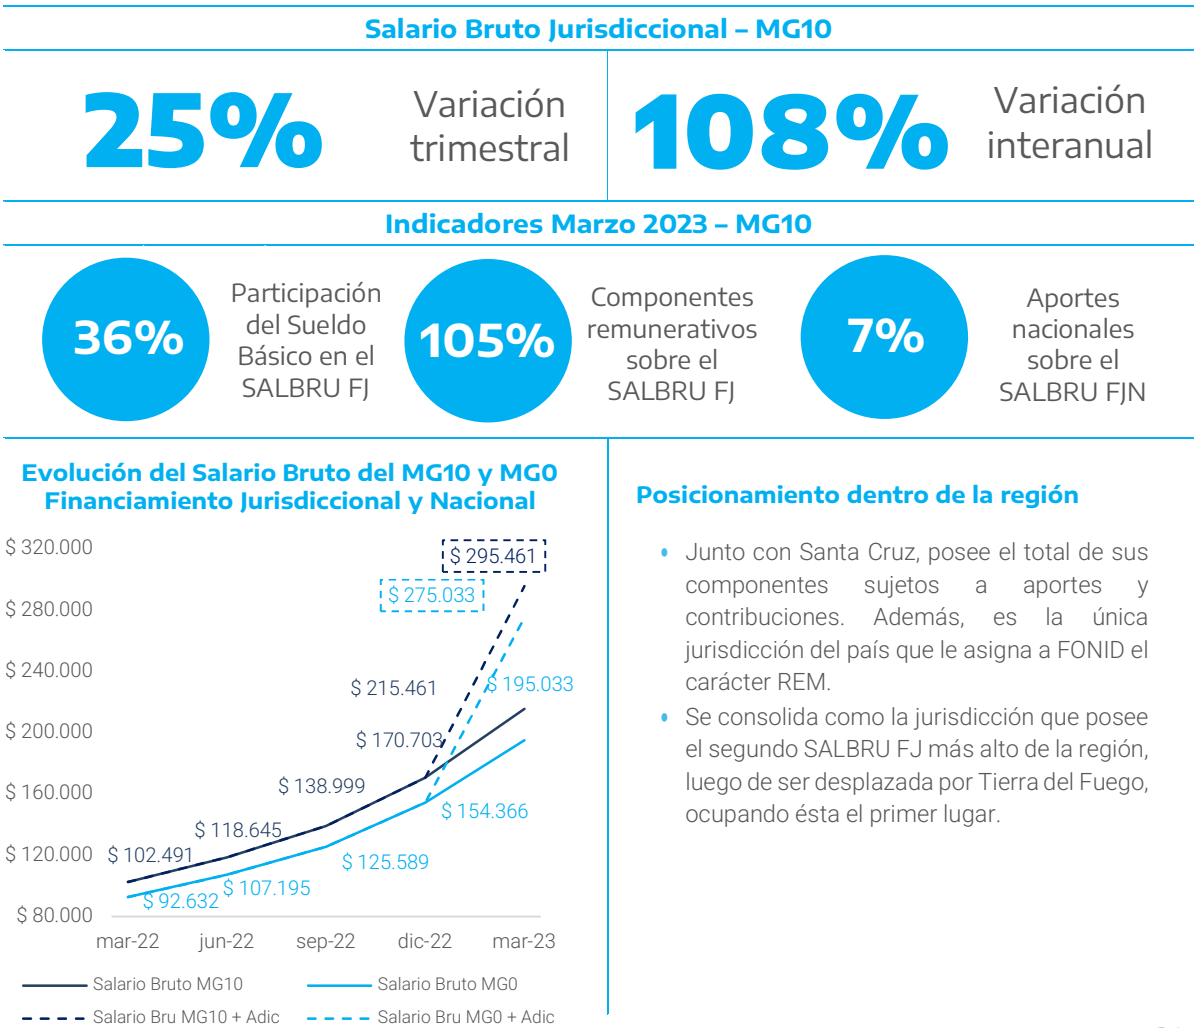 Salario Bruto Jurisdiccional – MG10
25%
Variación
trimestral
108%
Variación
interanual
Indicadores Marzo 2023 – MG10
36%
Participación
del Sueldo
Básico en el
SALBRU FJ
105%
Componentes
remunerativos
sobre el
SALBRU FJ
7%
Aportes
nacionales
sobre el
SALBRU FJN
Evolución del Salario Bruto del MG10 y MG0
Financiamiento Jurisdiccional y Nacional
$ 320.000
$ 280.000
$ 240.000
$ 200.000
$ 160.000
$ 120.000
$ 80.000
$ 295.461
$ 275.033
$ 215.461
$ 195.033
$ 170.703
$ 138.999
$ 154.366
$ 118.645
$ 125.589
$ 102.491
$ 107.195
$ 92.632
mar-22 jun-22 sep-22 dic-22 mar-23
Salario Bruto MG10 Salario Bruto MG0
Salario Bru MG10 + Adic Salario Bru MG0 + Adic
Posicionamiento dentro de la región
• Junto con Santa Cruz, posee el total de sus
componentes sujetos a aportes y
contribuciones. Además, es la única
jurisdicción del país que le asigna a FONID el
carácter REM.
• Se consolida como la jurisdicción que posee
el segundo SALBRU FJ más alto de la región,
luego de ser desplazada por Tierra del Fuego,
ocupando ésta el primer lugar.